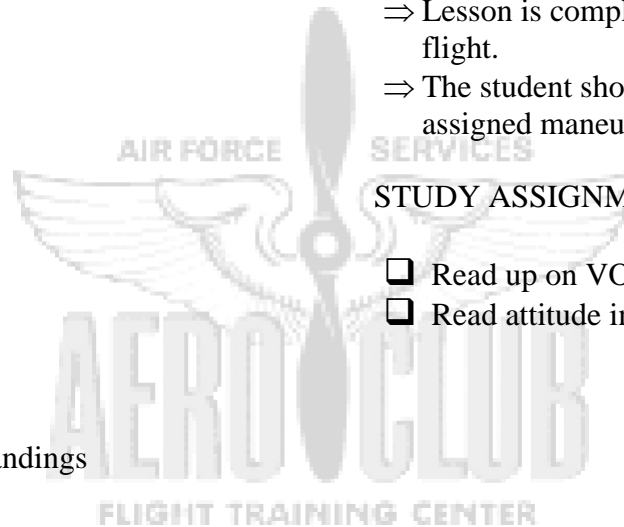 ⇒ Lesson is compl
flight.
⇒ The student sho
assigned maneu
AIR FORCE SERVICES
STUDY ASSIGNM
❑ Read up on VO
❑ Read attitude in
AERO CLUB
andings
FLIGHT TRAINING CENTER